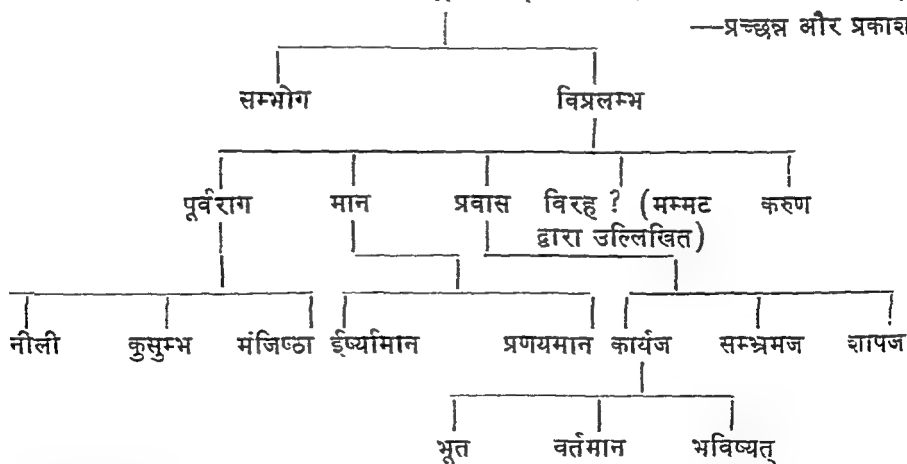 —प्रच्छन्न और प्रकाश
सम्भोग विप्रलम्भ
पूर्वराग मान प्रवास विरह ? (मम्मट करुण
द्वारा उल्लिखित)
नीली कुसुम्भ मंजिष्ठा ईर्ष्यामान प्रणयमान कार्यज सम्भ्रमज शापज
भूत वर्तमान भविष्यत्